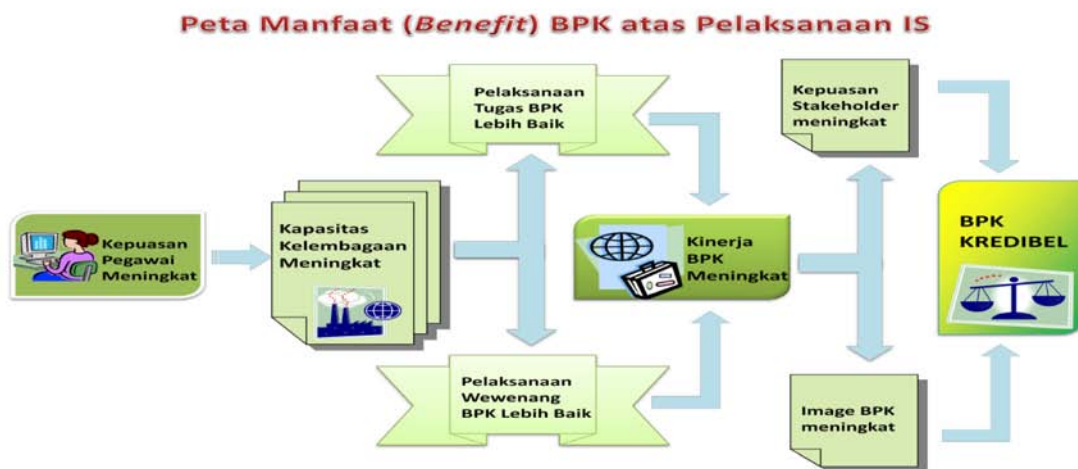 Peta Manfaat (Benefit) BPK atas Pelaksanaan IS
Kepuasan
Pegawai
Meningkat
Kapasitas
Kelembagaan
Meningkat
Pelaksanaan
Tugas BPK
Lebih Baik
Pelaksanaan
Wewenang
BPK Lebih Baik
Kinerja
BPK
Meningkat
Kepuasan
Stakeholder
meningkat
Image BPK
meningkat
BPK
KREDIBEL